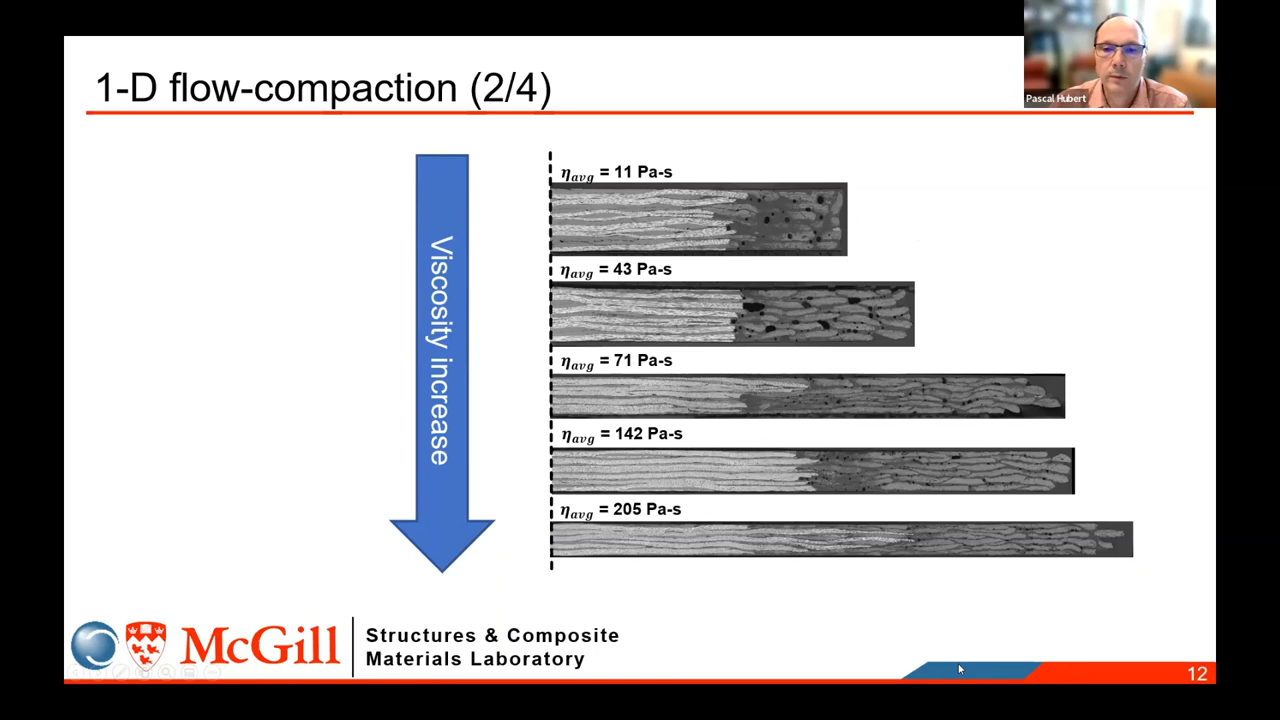 1-D flow-compaction (2/4)
Pascal Hubert
Viscosity increase
ηavg = 11 Pa-s
ηavg = 43 Pa-s
ηavg = 71 Pa-s
ηavg = 142 Pa-s
ηavg = 205 Pa-s
McGill
Structures & Composite
Materials Laboratory
12